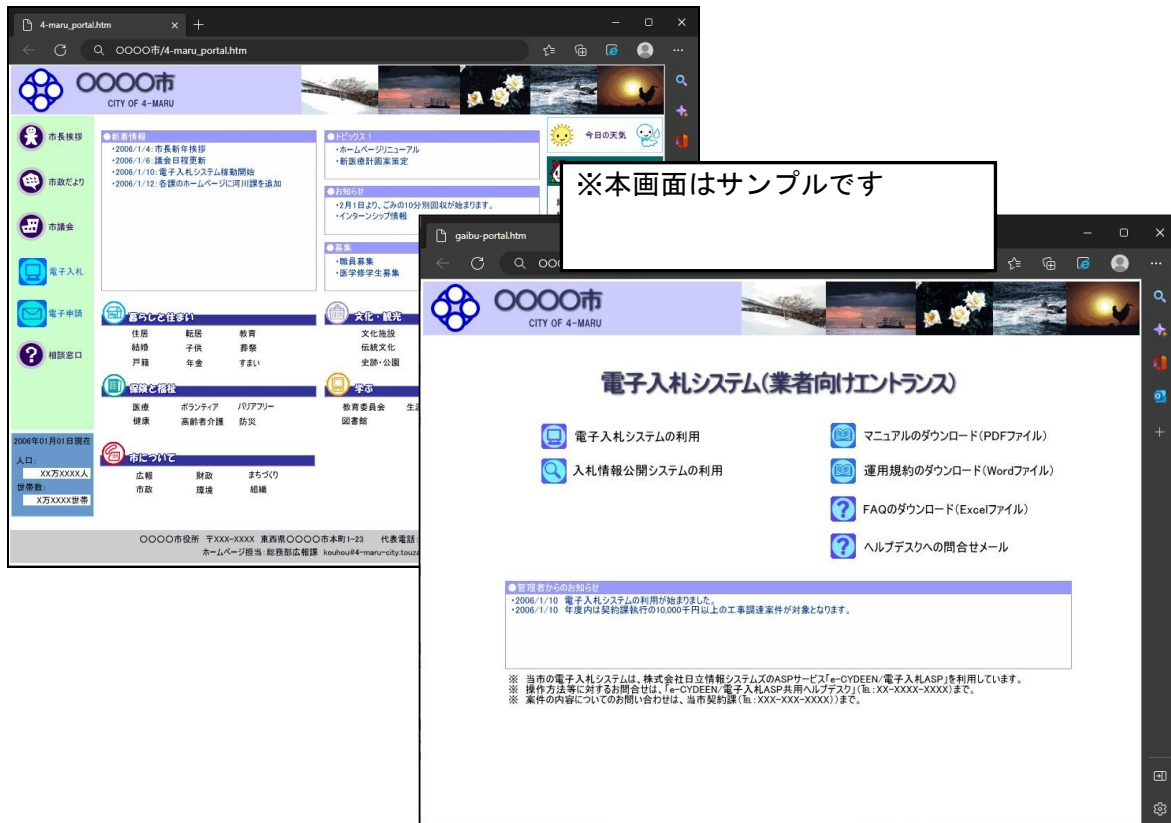 4-maru_portal.htm
〇〇〇〇市/4-maru_portal.htm
〇〇〇〇市
CITY OF 4-MARU
市長挨拶
市政だより
市議会
電子入札
電子申請
相談窓口
2006年01月01日現在
人口:
XX万XXXX人
世帯数:
X万XXXX世帯
●新着情報
・2006/1/4:市長新年挨拶
・2006/1/6:議会日程更新
・2006/1/10:電子入札システム稼動開始
・2006/1/12:各課のホームページに河川課を追加
●トピックス!
・ホームページリニューアル
・新医療計画案策定
●お知らせ
・2月1日より、ごみの10分別回収が始まります。
・インターンシップ情報
●募集
・職員募集
・医学修学生募集
今日の天気
暮らしと住まい
住居 転居 教育
結婚 子供 葬祭
戸籍 年金 すまい
文化・観光
文化施設
伝統文化
史跡・公園
保険と福祉
医療 ボランティア バリアフリー
健康 高齢者介護 防災
学ぶ
教育委員会
図書館
市について
広報 財政 まちづくり
市政 環境 組織
〇〇〇〇市役所 〒XXX-XXXX 東西県〇〇〇〇市本町1-23 代表電話:
ホームページ担当:総務部広報課 kouhou@4-maru-city.touza
※本画面はサンプルです
gaibu-portal.htm
〇〇〇〇市
CITY OF 4-MARU
電子入札システム(業者向けエントランス)
電子入札システムの利用
入札情報公開システムの利用
マニュアルのダウンロード(PDFファイル)
運用規約のダウンロード(Wordファイル)
FAQのダウンロード(Excelファイル)
ヘルプデスクへの問合せメール
●管理者からのお知らせ
・2006/1/10 電子入札システムの利用が始まりました。
・2006/1/10 年度内は契約課執行の10,000千円以上の工事調達案件が対象となります。
※ 当市の電子入札システムは、株式会社日立情報システムズのASPサービス「e-CYDEEN/電子入札ASP」を利用しています。
※ 操作方法等に対するお問合せは、「e-CYDEEN/電子入札ASP共用ヘルプデスク」(℡:XX-XXXX-XXXX)まで。
※ 案件の内容についてのお問い合わせは、当市契約課(℡:XXX-XXX-XXXX))まで。